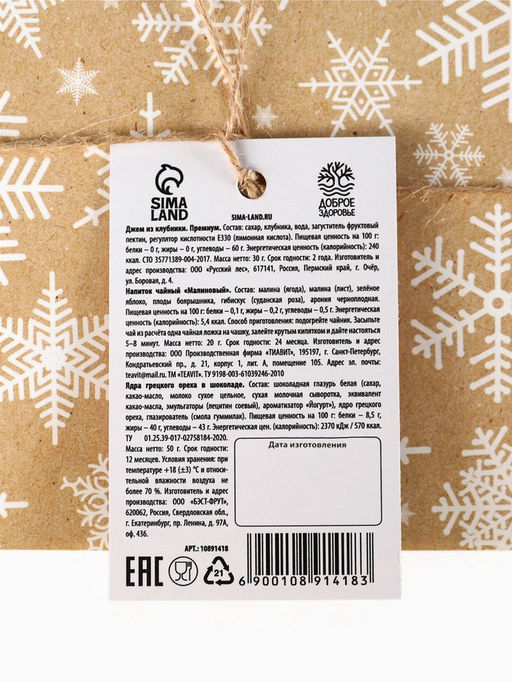 SIMA
LAND
SIMA-LAND.RU
ДОБРОЕ
ЗДОРОВЬЕ
Джем из клубники. Премиум. Состав: сахар, клубника, вода, загуститель фруктовый
пектин, регулятор кислотности Е330 (лимонная кислота). Пищевая ценность на 100 г:
белки – 0 г, жиры – 0 г, углеводы – 60 г. Энергетическая ценность (калорийность): 240
ккал. СТО 35771389-004-2017. Масса нетто: 30 г. Срок годности: 2 года. Изготовитель и
адрес производства: ООО «Русский лес», 617141, Россия, Пермский край, г. Очёр,
ул. Боровая, д. 4.
Напиток чайный «Малиновый». Состав: малина (ягода), малина (лист), зелёное
яблоко, плоды боярышника, гибискус (суданская роза), арония черноплодная.
Пищевая ценность на 100 г: белки – 0,1 г, жиры – 0,2 г, углеводы – 0,5 г. Энергетическая
ценность (калорийность): 5,4 ккал. Способ приготовления: подогрейте чайник. Засыпьте
чай из расчёта одна чайная ложка на чашку, залейте крутым кипятком и дайте настояться
5–8 минут. Масса нетто: 20 г. Срок годности: 24 месяца. Изготовитель и адрес
производства: ООО Производственная фирма «ТИАВИТ», 195197, г. Санкт-Петербург,
Кондратьевский пр., д. 21, корпус 1, лит. А, помещение 105. Адрес эл. почты:
teavit@mail.ru. ТМ «TEAVIT». ТУ 9198-003-61039246-2010
Ядра грецкого ореха в шоколаде. Состав: шоколадная глазурь белая (сахар,
какао-масло, молоко сухое цельное, сухая молочная сыворотка, эквивалент
какао-масла, эмульгаторы (лецитин соевый), ароматизатор «Йогурт»), ядро грецкого
ореха, глазирователь (смола гуммилак). Пищевая ценность на 100 г: белки – 8,5 г,
жиры – 40 г, углеводы – 43 г. Энергетическая цен. (калорийность): 2370 кДж / 570 ккал.
ТУ 01.25.39-017-02758184-2020.
Масса нетто: 50 г. Срок годности:
12 месяцев. Условия хранения: при
температуре +18 (±3) °С и относи-
тельной влажности воздуха не
более 70 %. Изготовитель и адрес
производства: ООО «БЭСТ-ФРУТ»,
620062, Россия, Свердловская обл.,
г. Екатеринбург, пр. Ленина, д. 97А,
оф. 436.
Дата изготовления
АРТ.: 10891418
EAC
21
6 900108 914183